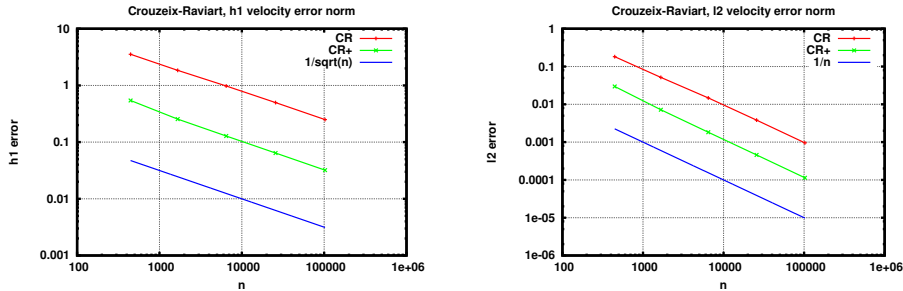 Crouzeix-Raviart, h1 velocity error norm
CR
CR+
1/sqrt(n)
10
1
0.1
0.01
0.001
h1 error
100
1000
10000
100000
1e+06
n
Crouzeix-Raviart, l2 velocity error norm
CR
CR+
1/n
1
0.1
0.01
0.001
0.0001
1e-05
1e-06
l2 error
100
1000
10000
100000
1e+06
n